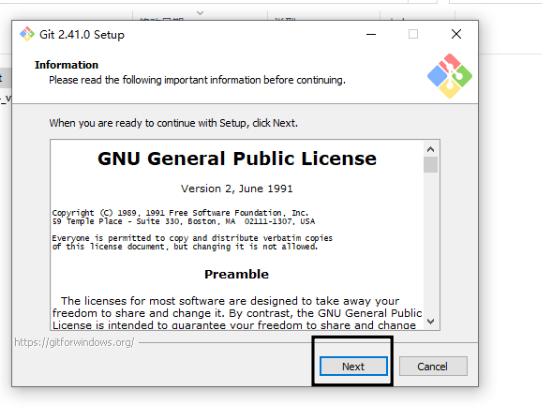 Git 2.41.0 Setup
Information
Please read the following important information before continuing.
When you are ready to continue with Setup, click Next.
GNU General Public License
Version 2, June 1991
Copyright (C) 1989, 1991 Free Software Foundation, Inc.
59 Temple Place - Suite 330, Boston, MA 02111-1307, USA
Everyone is permitted to copy and distribute verbatim copies
of this license document, but changing it is not allowed.
Preamble
The licenses for most software are designed to take away your
freedom to share and change it. By contrast, the GNU General Public
License is intended to guarantee your freedom to share and change
https://gitforwindows.org/
Next
Cancel